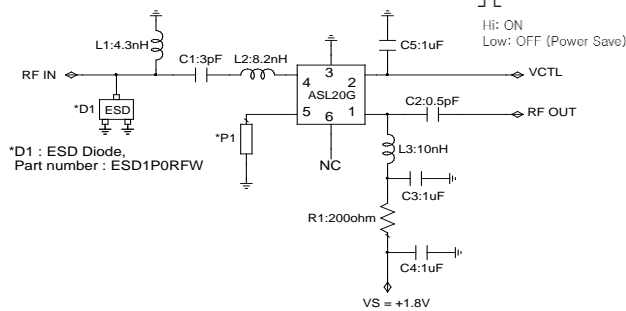 Hi: ON
Low: OFF (Power Save)
L1:4.3nH
C1:3pF
L2:8.2nH
C5:1uF
RF IN
VCTL
3
4
2
ASL20G
5
1
6
NC
*D1
ESD
*P1
C2:0.5pF
RF OUT
*D1 : ESD Diode,
Part number : ESD1P0RFW
L3:10nH
C3:1uF
R1:200ohm
C4:1uF
VS = +1.8V